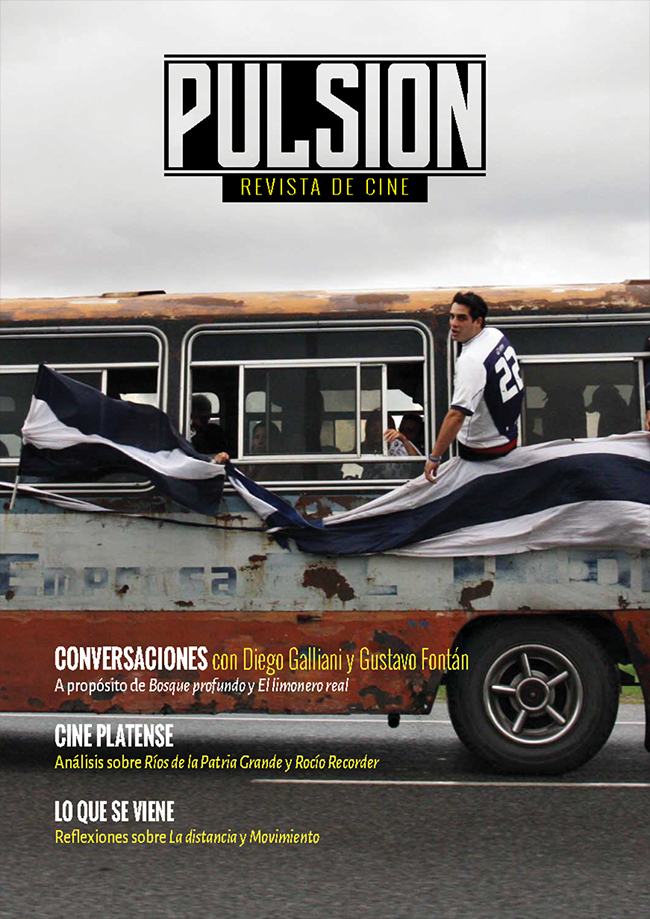 PULSION
REVISTA DE CINE
22
Empresa
CONVERSACIONES con Diego Galliani y Gustavo Fontán
A propósito de Bosque profundo y El limonero real
CINE PLATENSE
Análisis sobre Ríos de la Patria Grande y Rocío Recorder
LO QUE SE VIENE
Reflexiones sobre La distancia y Movimiento